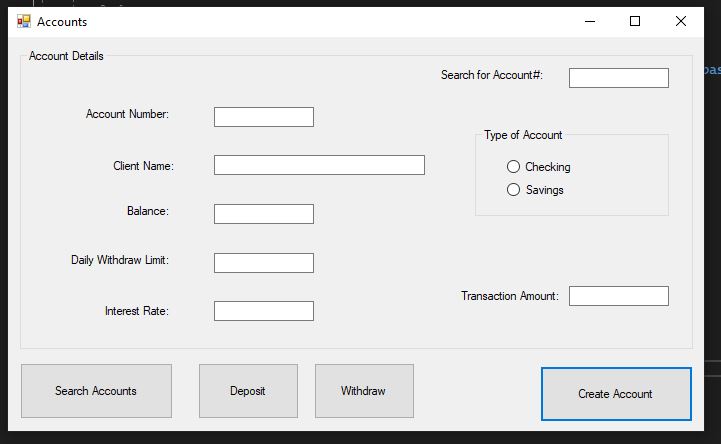 Accounts
Account Details
Search for Account#:
Account Number:
Type of Account
Client Name:
Checking
Savings
Balance:
Daily Withdraw Limit:
Transaction Amount:
Interest Rate:
Search Accounts
Deposit
Withdraw
Create Account